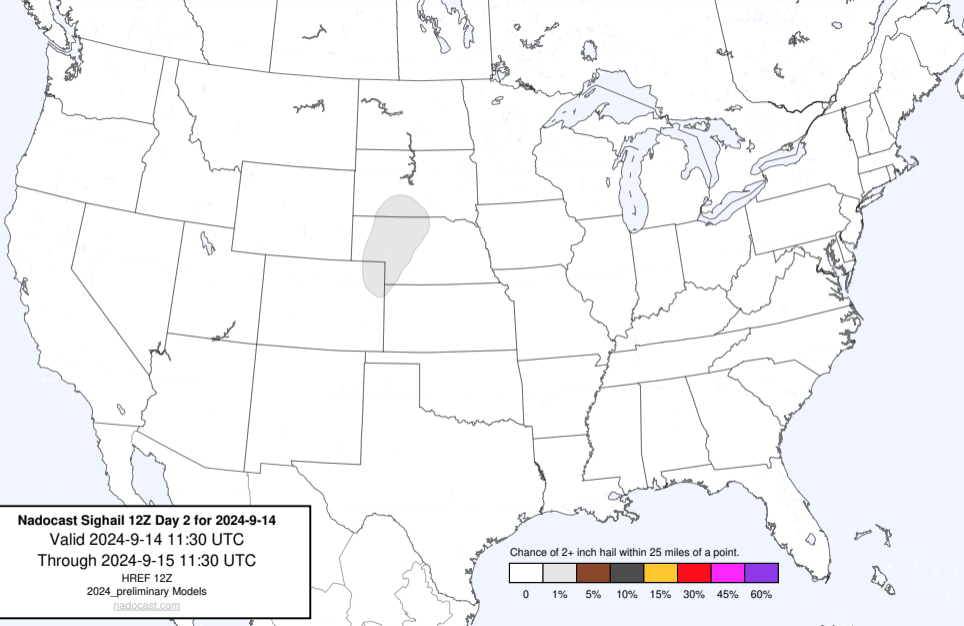 Nadocast Sighail 12Z Day 2 for 2024-9-14
Valid 2024-9-14 11:30 UTC
Through 2024-9-15 11:30 UTC
HREF 12Z
2024_preliminary Models
nadocast.com
Chance of 2+ inch hail within 25 miles of a point.
0 1% 5% 10% 15% 30% 45% 60%